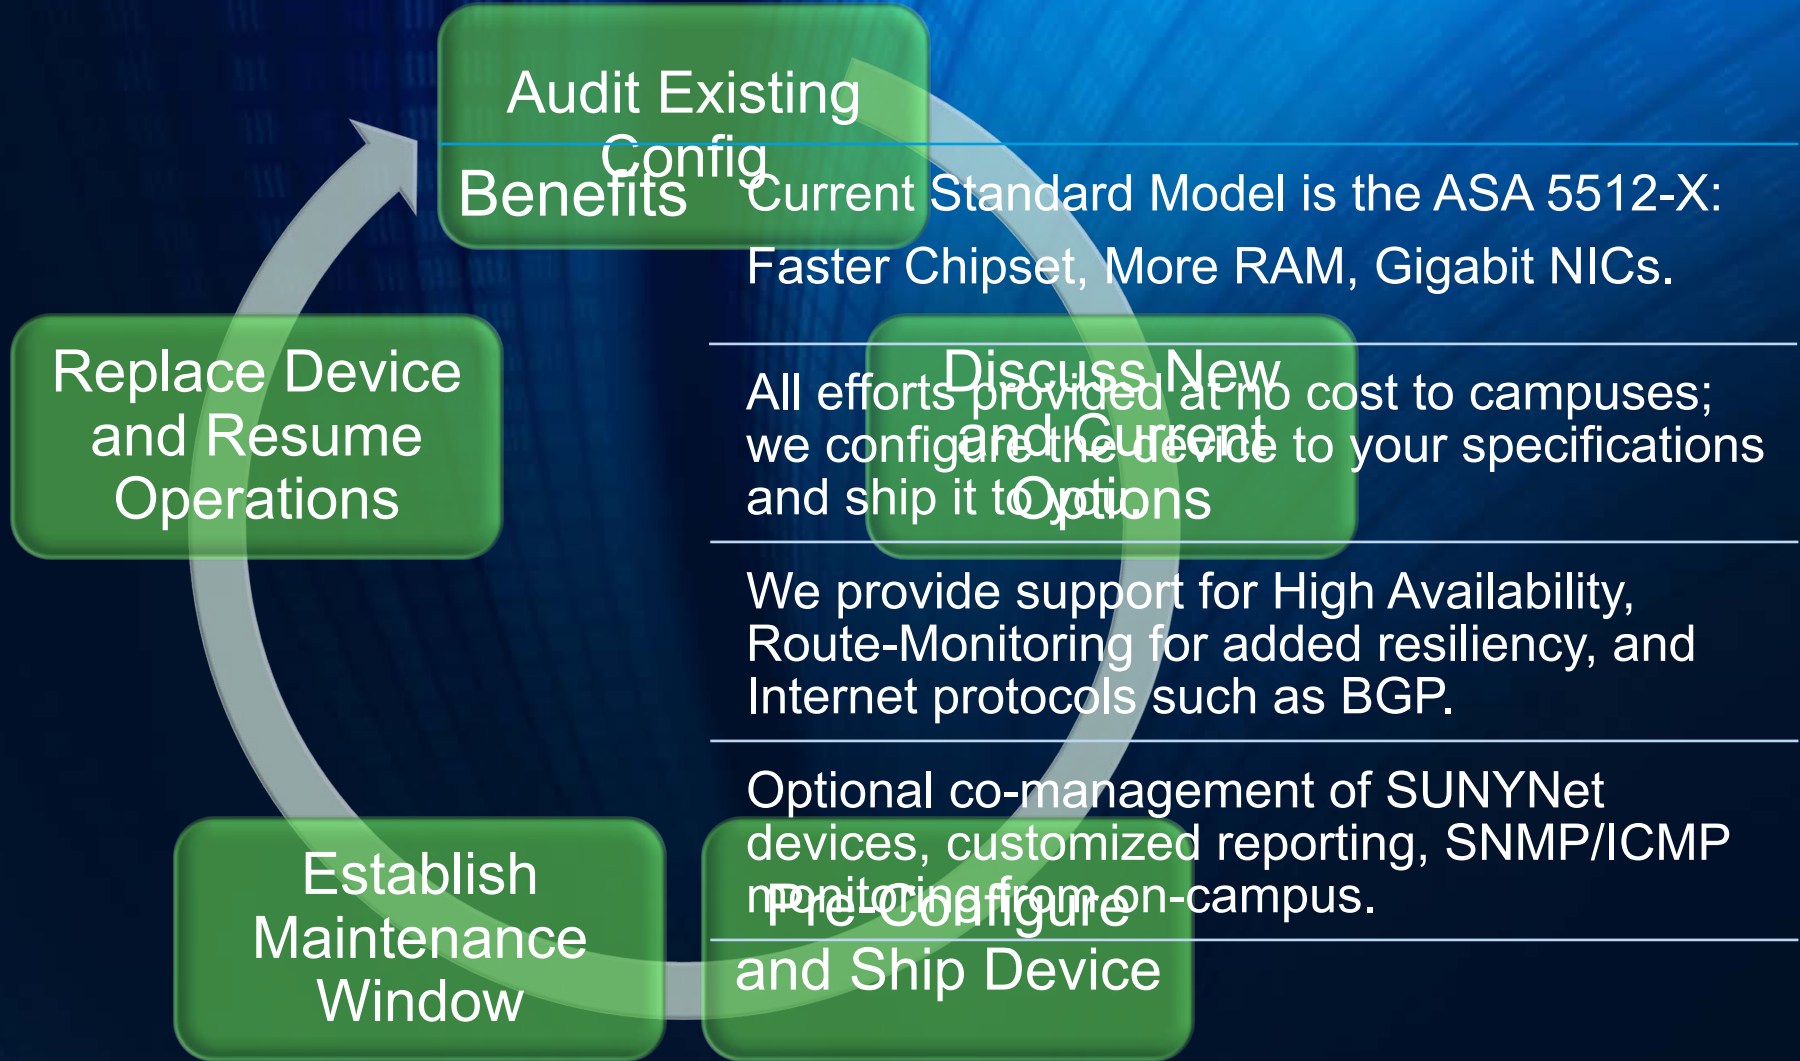 Audit Existing
Config
Discuss New
and Current
Options
Pre-Configure
and Ship Device
Establish
Maintenance
Window
Replace Device
and Resume
Operations
Benefits
Current Standard Model is the ASA 5512-X:
Faster Chipset, More RAM, Gigabit NICs.
All efforts provided at no cost to campuses;
we configure the device to your specifications
and ship it to you.
We provide support for High Availability,
Route-Monitoring for added resiliency, and
Internet protocols such as BGP.
Optional co-management of SUNYNet
devices, customized reporting, SNMP/ICMP
monitoring from on-campus.